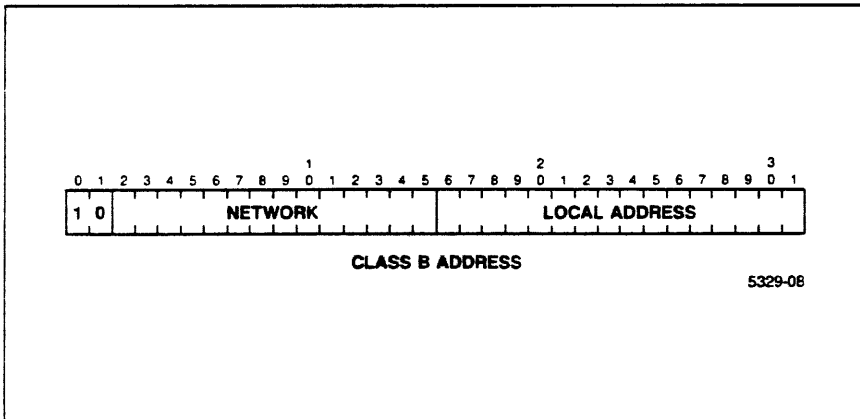 1 2 3
0 1 2 3 4 5 6 7 8 9 0 1 2 3 4 5 6 7 8 9 0 1 2 3 4 5 6 7 8 9 0 1
1 0 NETWORK LOCAL ADDRESS
CLASS B ADDRESS
5329-08